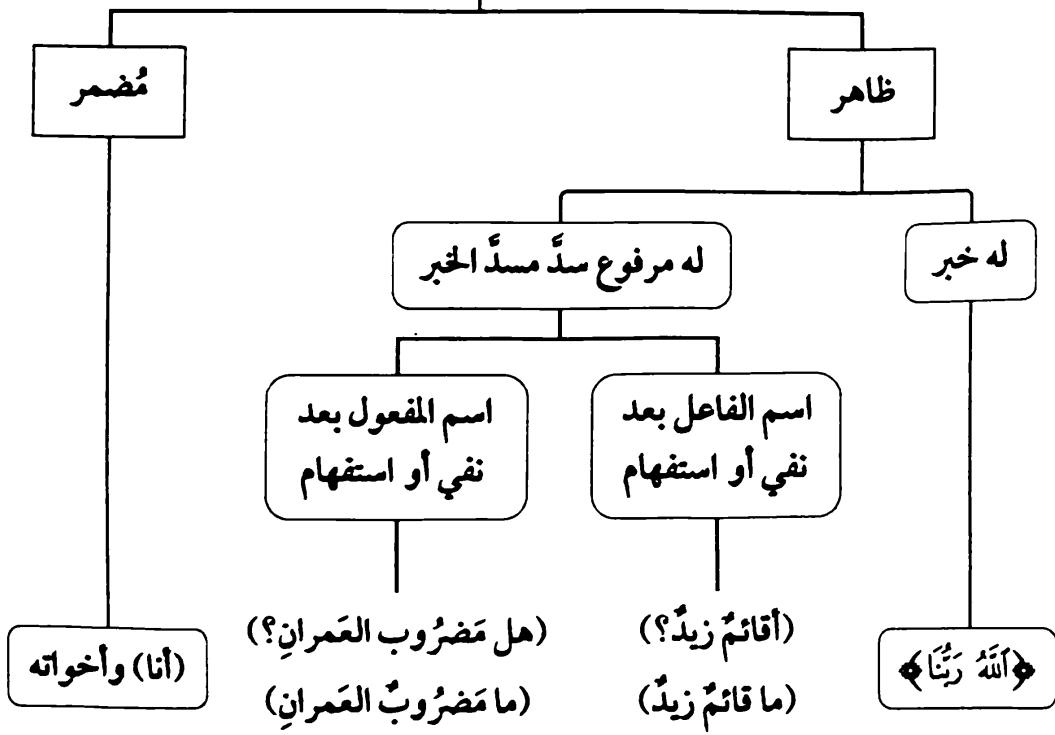 ظاهر
مُضمر
له خبر
له مرفوع سدَّ مسدَّ الخبر
اسم الفاعل بعد
نفي أو استفهام
اسم المفعول بعد
نفي أو استفهام
﴿ٱللَّهُ رَبُّنَا﴾
(أقائمٌ زيدٌ؟)
(ما قائمٌ زيدٌ)
(هل مَضرُوب العَمرانِ؟)
(ما مَضرُوبٌ العَمرانِ)
(أنا) وأخواته